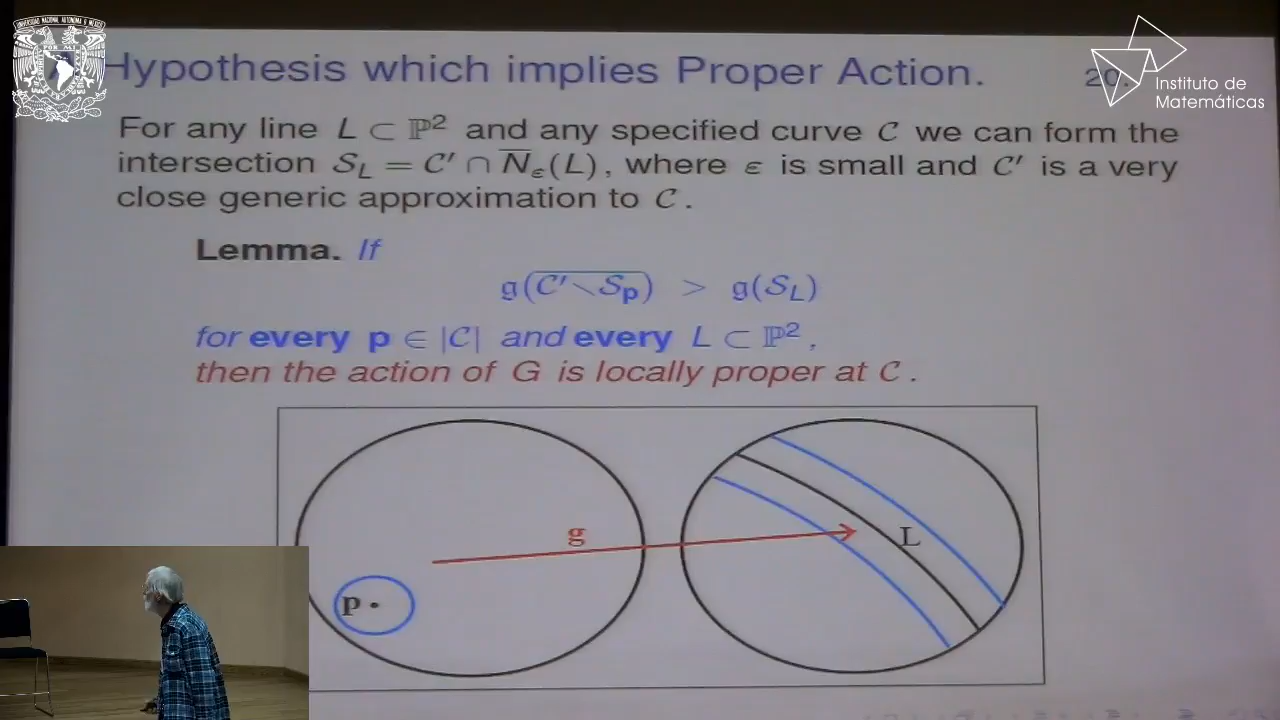 Hypothesis which implies Proper Action.
20.
Instituto de
Matemáticas
For any line L ⊂ ℙ² and any specified curve 𝒞 we can form the
intersection 𝒮_L = 𝒞′ ∩ N̅_ε(L), where ε is small and 𝒞′ is a very
close generic approximation to 𝒞.
Lemma. If
𝔤(\overline{𝒞′∖𝒮_p}) > 𝔤(𝒮_L)
for every p ∈ |𝒞| and every L ⊂ ℙ²,
then the action of G is locally proper at 𝒞.
g
L
p